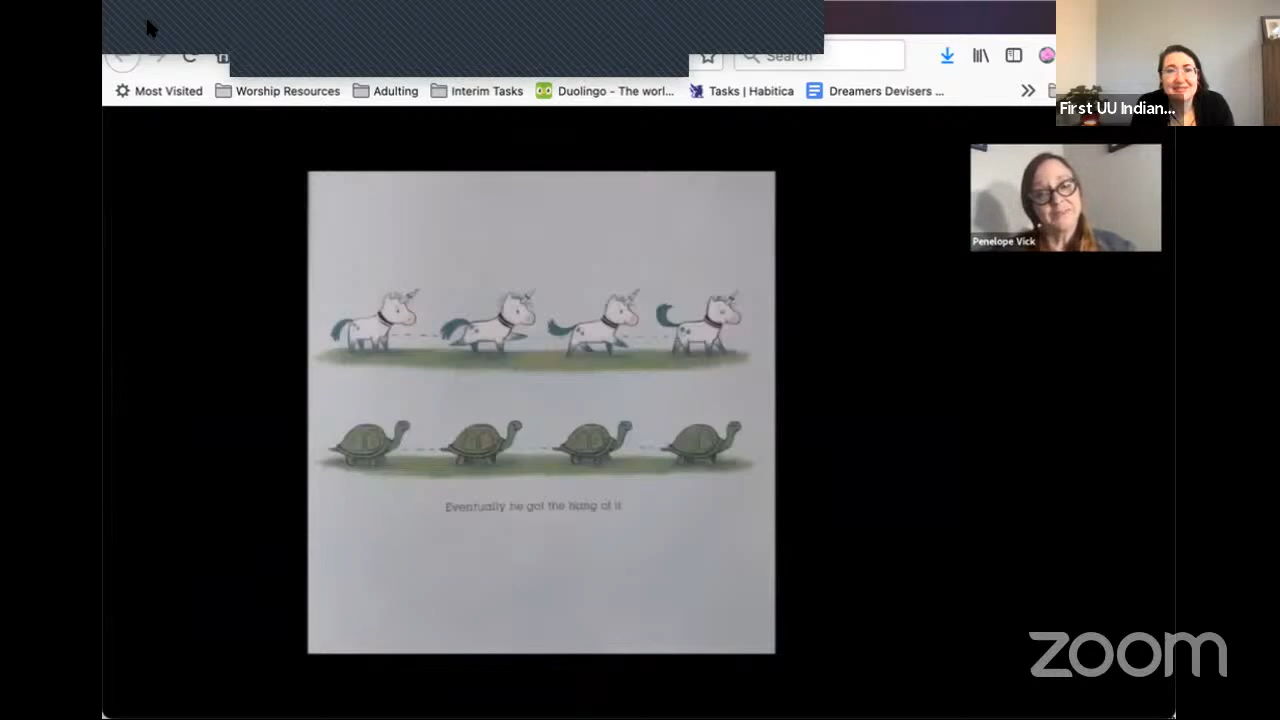 Search
First UU Indian...
Most Visited
Worship Resources
Adulting
Interim Tasks
Duolingo - The worl...
Tasks | Habitica
Dreamers Devisers ...
Penelope Vick
Eventually he got the hang of it
zoom